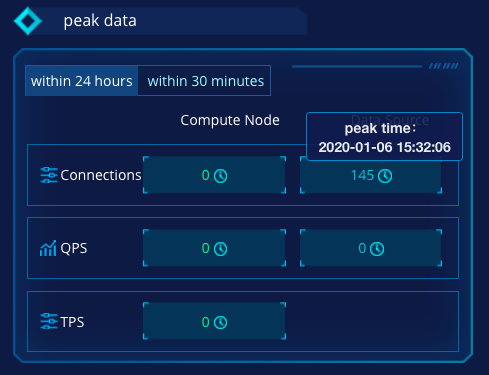 peak data
within 24 hours within 30 minutes
Compute Node Data Source
peak time：
2020-01-06 15:32:06
Connections 0 145
QPS 0 0
TPS 0